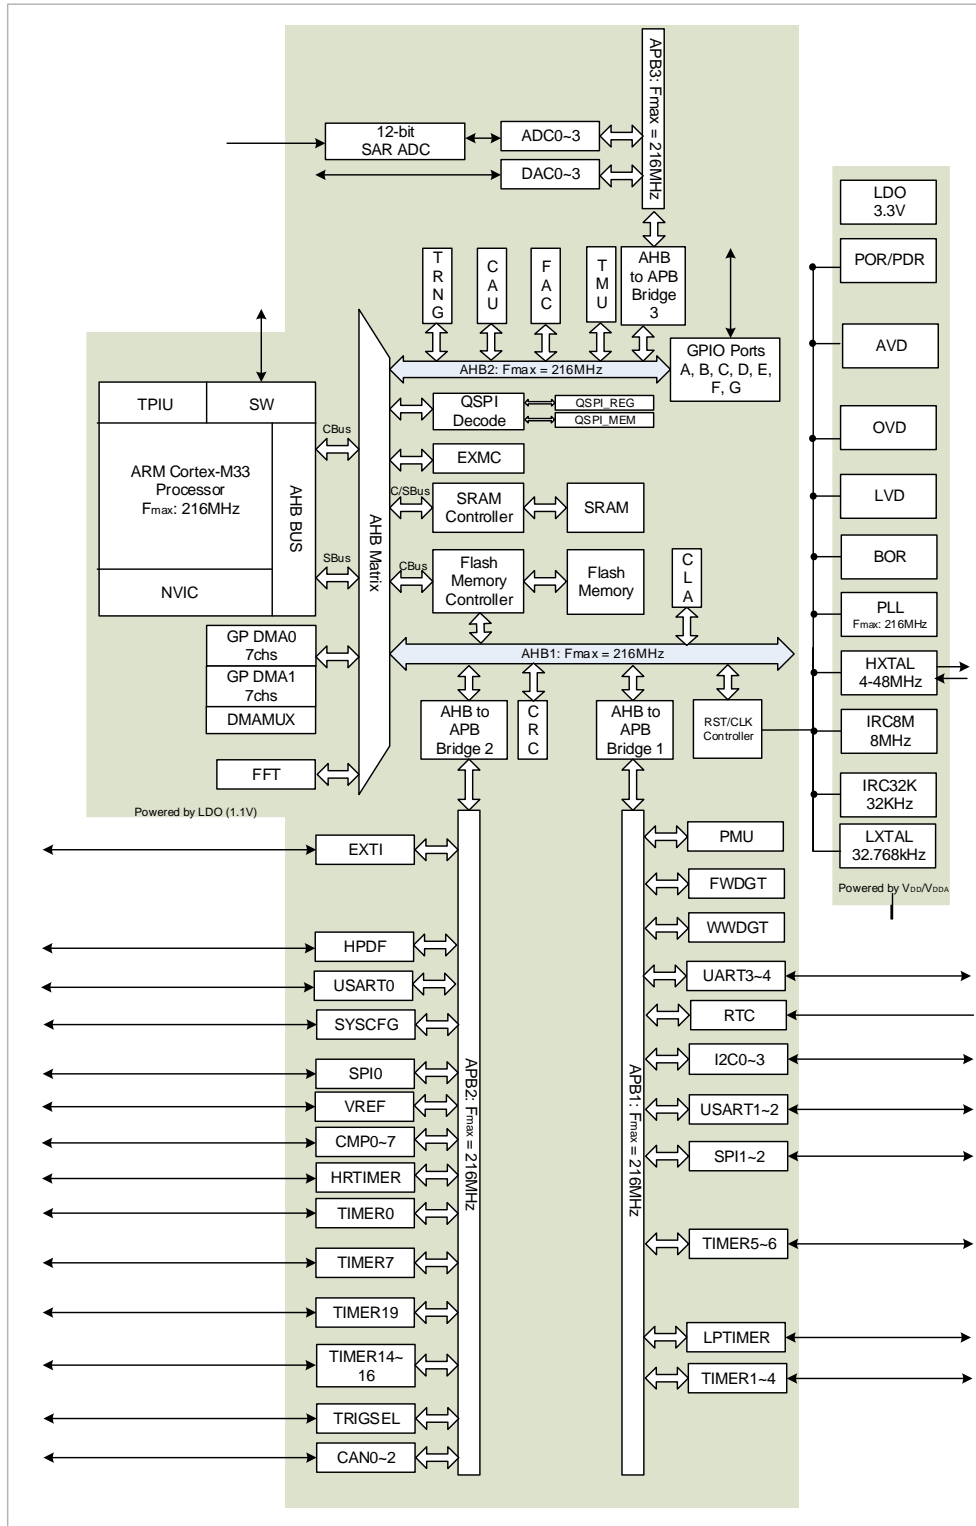 APB3: Fmax = 216MHz
12-bit
SAR ADC
ADC0~3
DAC0~3
LDO
3.3V
POR/PDR
AVD
OVD
LVD
BOR
PLL
Fmax: 216MHz
HXTAL
4-48MHz
IRC8M
8MHz
IRC32K
32KHz
LXTAL
32.768kHz
Powered by VDD/VDDA
TRNG
CAU
FAC
TMU
AHB
to APB
Bridge
3
GPIO Ports
A, B, C, D, E,
F, G
AHB2: Fmax = 216MHz
TPIU
SW
ARM Cortex-M33
Processor
Fmax: 216MHz
AHB BUS
NVIC
CBus
SBus
AHB Matrix
QSPI
Decode
QSPI_REG
QSPI_MEM
EXMC
C/SBus
SRAM
Controller
SRAM
CBus
Flash
Memory
Controller
Flash
Memory
CLA
GP DMA0
7chs
GP DMA1
7chs
DMAMUX
FFT
Powered by LDO (1.1V)
AHB1: Fmax = 216MHz
AHB to
APB
Bridge 2
CRC
AHB to
APB
Bridge 1
RST/CLK
Controller
EXTI
HPDF
USART0
SYSCFG
SPI0
VREF
CMP0~7
HRTIMER
TIMER0
TIMER7
TIMER19
TIMER14~
16
TRIGSEL
CAN0~2
APB2: Fmax = 216MHz
APB1: Fmax = 216MHz
PMU
FWDGT
WWDGT
UART3~4
RTC
I2C0~3
USART1~2
SPI1~2
TIMER5~6
LPTIMER
TIMER1~4